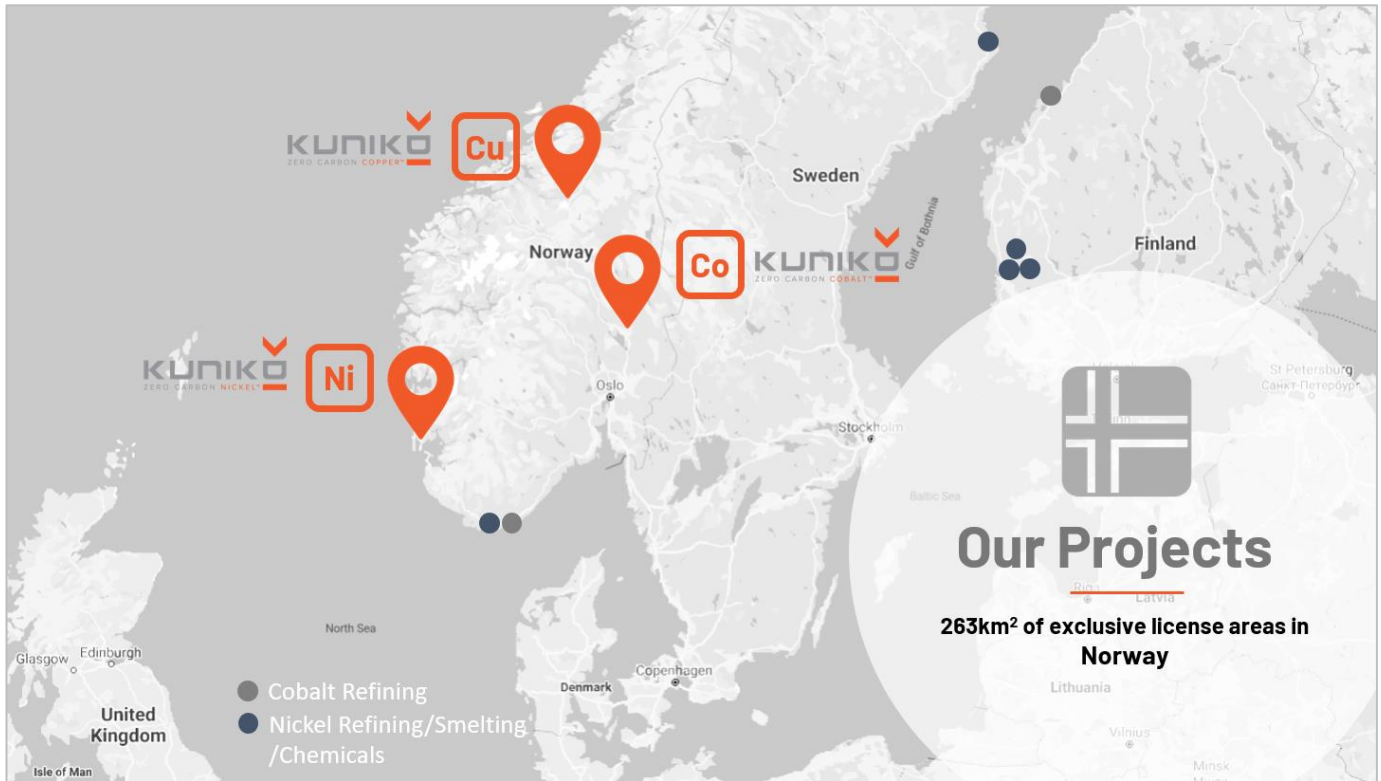 KUNIKO
ZERO CARBON COPPER™
Cu
Sweden
Gulf of Bothnia
Norway
Finland
Co
KUNIKO
ZERO CARBON COBALT™
KUNIKO
ZERO CARBON NICKEL™
Ni
Oslo
St Petersburg
Санкт-Петербург
Stockholm
Baltic Sea
Our Projects
Riga
Latvia
263km² of exclusive license areas in
Norway
North Sea
Glasgow
Edinburgh
Copenhagen
Denmark
Lithuania
Cobalt Refining
Nickel Refining/Smelting
/Chemicals
United
Kingdom
Vilnius
Minsk
Isle of Man